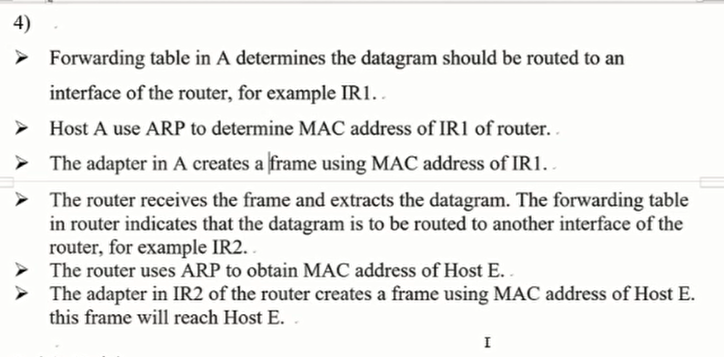 4)
➤ Forwarding table in A determines the datagram should be routed to an
interface of the router, for example IR1.
➤ Host A use ARP to determine MAC address of IR1 of router.
➤ The adapter in A creates a frame using MAC address of IR1.
➤ The router receives the frame and extracts the datagram. The forwarding table
in router indicates that the datagram is to be routed to another interface of the
router, for example IR2.
➤ The router uses ARP to obtain MAC address of Host E.
➤ The adapter in IR2 of the router creates a frame using MAC address of Host E.
this frame will reach Host E.